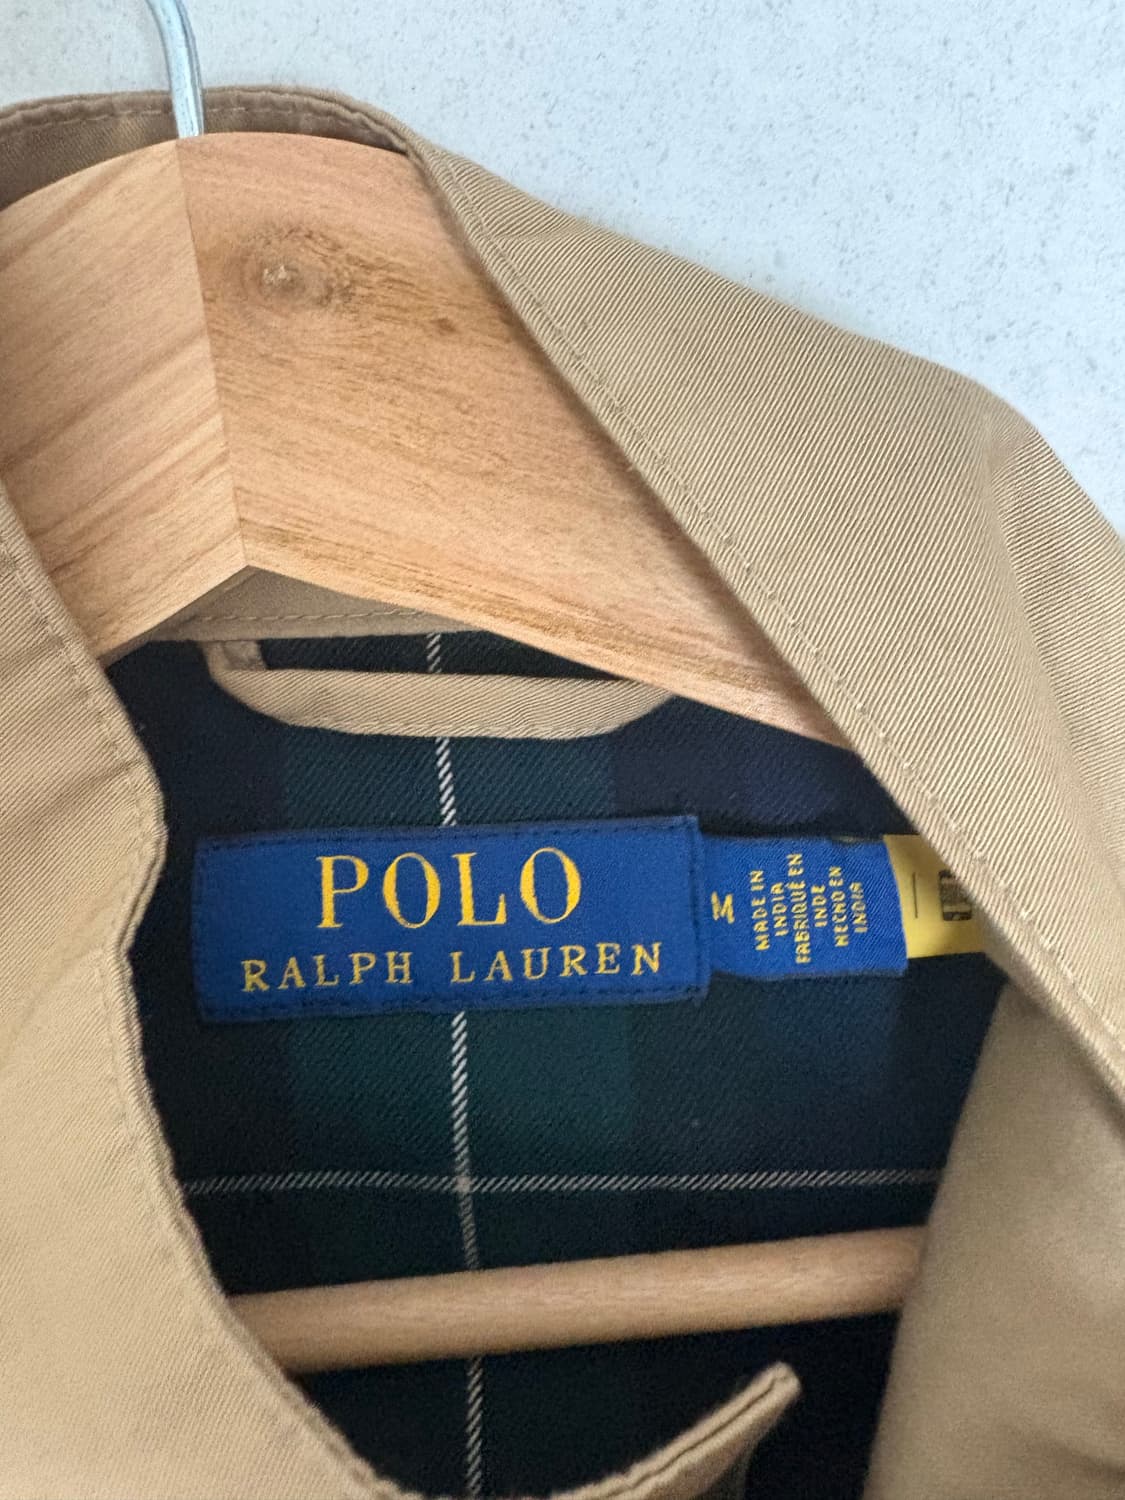 POLO
RALPH LAUREN
M
MADE IN
INDIA
FABRIQUÉ EN
INDE
HECHO EN
INDIA